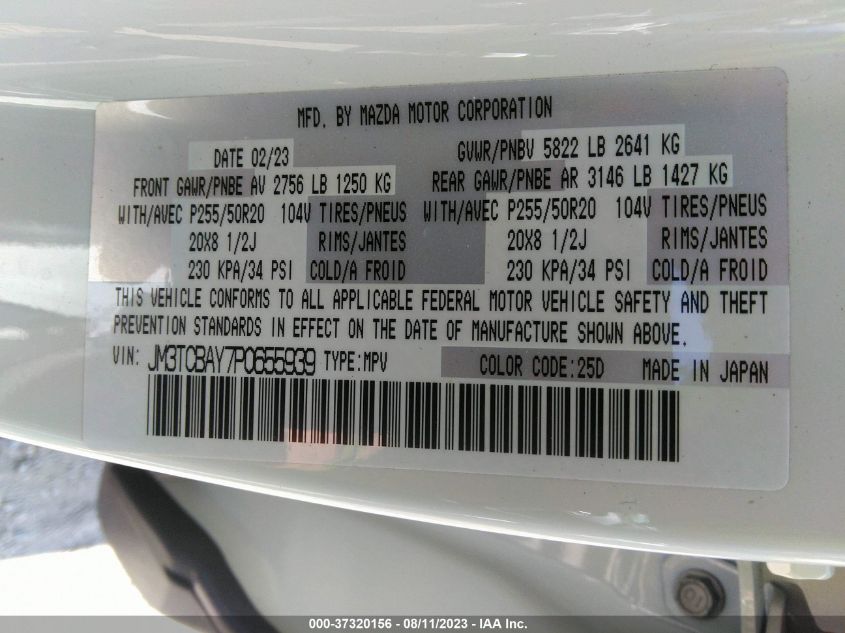 MFD. BY MAZDA MOTOR CORPORATION
DATE 02/23 GVWR/PNBV 5822 LB 2641 KG
FRONT GAWR/PNBE AV 2756 LB 1250 KG REAR GAWR/PNBE AR 3146 LB 1427 KG
WITH/AVEC P255/50R20 104V TIRES/PNEUS WITH/AVEC P255/50R20 104V TIRES/PNEUS
20X8 1/2J RIMS/JANTES 20X8 1/2J RIMS/JANTES
230 KPA/34 PSI COLD/A FROID 230 KPA/34 PSI COLD/A FROID
THIS VEHICLE CONFORMS TO ALL APPLICABLE FEDERAL MOTOR VEHICLE SAFETY AND THEFT
PREVENTION STANDARDS IN EFFECT ON THE DATE OF MANUFACTURE SHOWN ABOVE.
VIN: JM3TCBAY7P0655939 TYPE:MPV COLOR CODE:25D MADE IN JAPAN
000-37320156 - 08/11/2023 - IAA Inc.